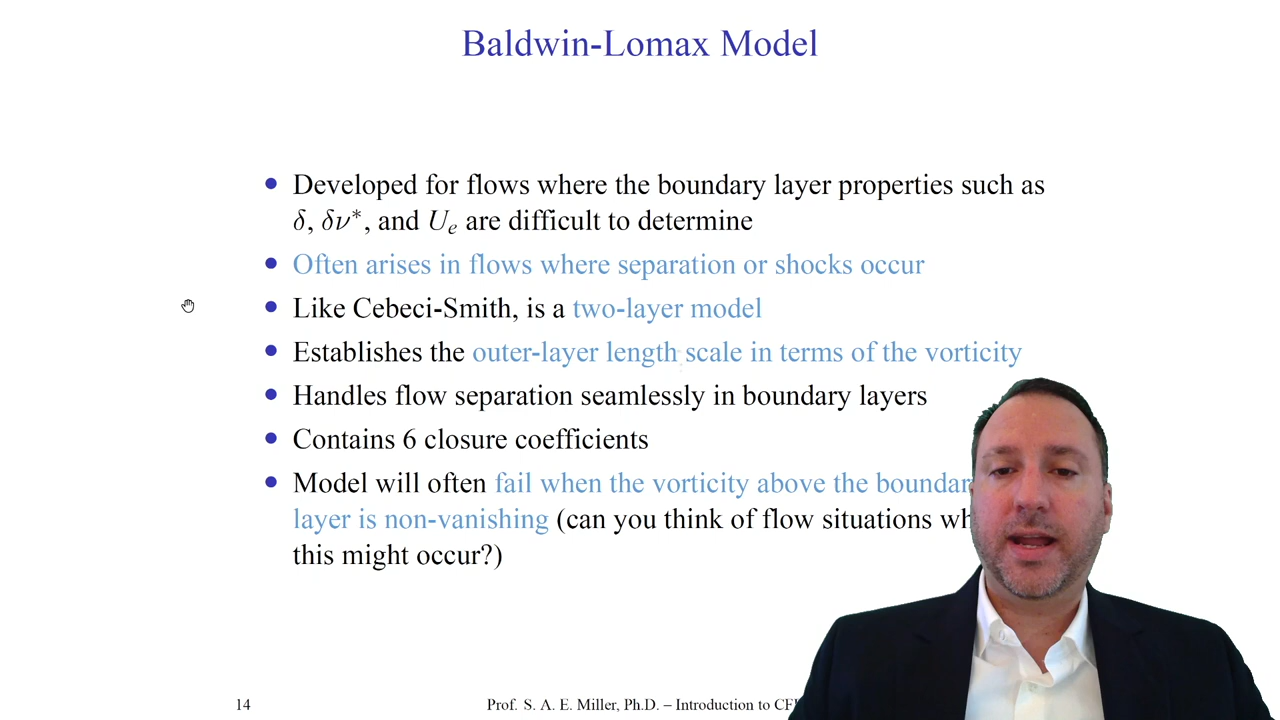 Baldwin-Lomax Model
• Developed for flows where the boundary layer properties such as
δ, δν*, and Uₑ are difficult to determine
• Often arises in flows where separation or shocks occur
• Like Cebeci-Smith, is a two-layer model
• Establishes the outer-layer length scale in terms of the vorticity
• Handles flow separation seamlessly in boundary layers
• Contains 6 closure coefficients
• Model will often fail when the vorticity above the
layer is non-vanishing (can you think of flow situations
this might occur?)
14 Prof. S. A. E. Miller, Ph.D. – Introduction to